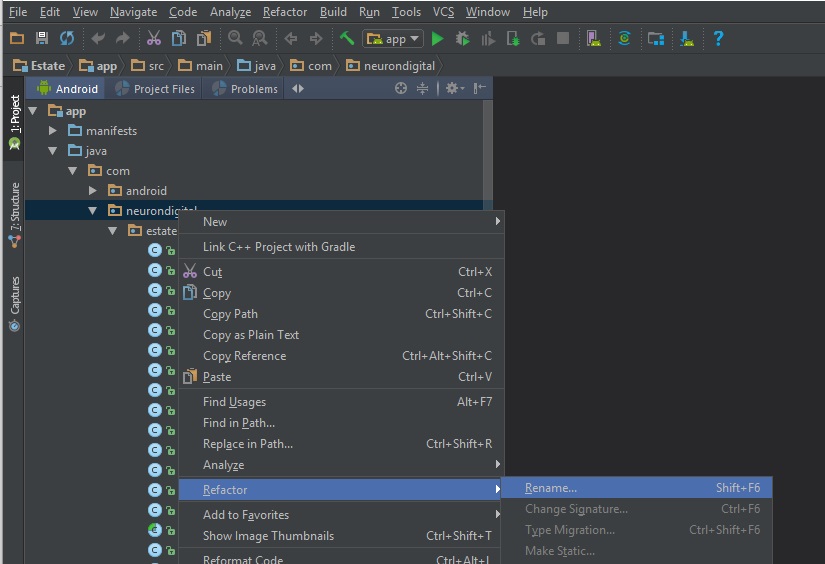 File Edit View Navigate Code Analyze Refactor Build Run Tools VCS Window Help
app
Estate app src main java com neurondigital
Android Project Files Problems
1: Project
7: Structure
Captures
app
manifests
java
com
android
neurondigital
estate
New
Link C++ Project with Gradle
Cut Ctrl+X
Copy Ctrl+C
Copy Path Ctrl+Shift+C
Copy as Plain Text
Copy Reference Ctrl+Alt+Shift+C
Paste Ctrl+V
Find Usages Alt+F7
Find in Path...
Replace in Path... Ctrl+Shift+R
Analyze
Refactor
Add to Favorites
Show Image Thumbnails Ctrl+Shift+T
Reformat Code Ctrl+Alt+L
Rename... Shift+F6
Change Signature... Ctrl+F6
Type Migration... Ctrl+Shift+F6
Make Static...